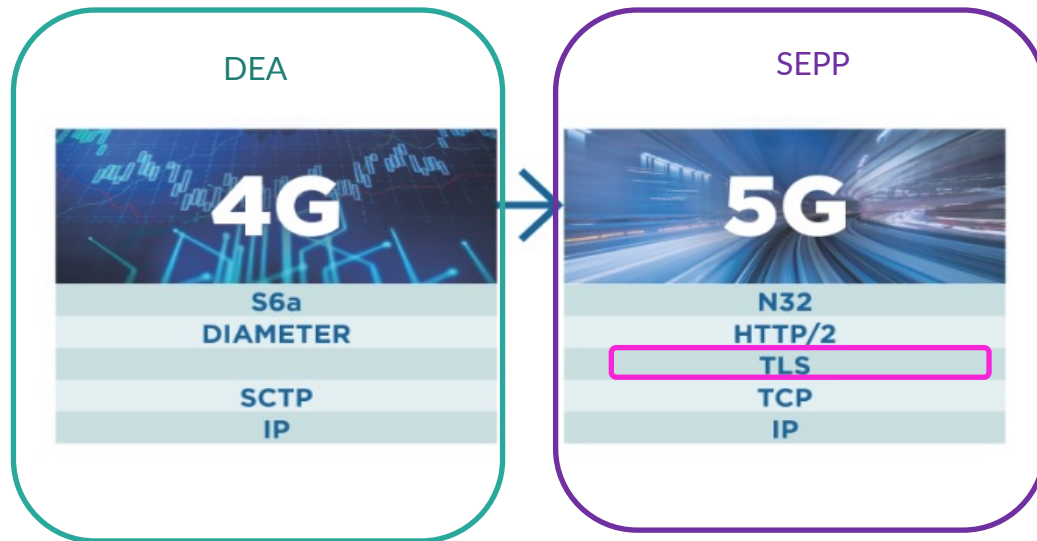 DEA
4G
S6a
DIAMETER
SCTP
IP
SEPP
5G
N32
HTTP/2
TLS
TCP
IP